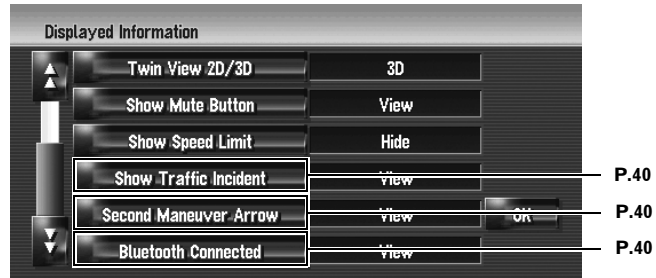 Displayed Information
Twin View 2D/3D 3D
Show Mute Button View
Show Speed Limit Hide
Show Traffic Incident View P.40
Second Maneuver Arrow View OK P.40
Bluetooth Connected View P.40